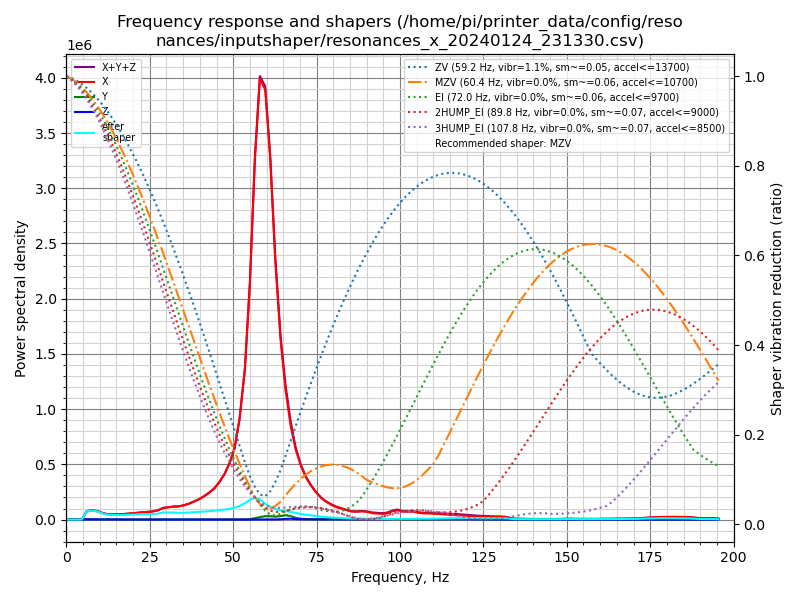 Frequency response and shapers (/home/pi/printer_data/config/reso
nances/inputshaper/resonances_x_20240124_231330.csv)
1e6
X+Y+Z
X
Y
Z
After
shaper
ZV (59.2 Hz, vibr=1.1%, sm~=0.05, accel<=13700)
MZV (60.4 Hz, vibr=0.0%, sm~=0.06, accel<=10700)
EI (72.0 Hz, vibr=0.0%, sm~=0.06, accel<=9700)
2HUMP_EI (89.8 Hz, vibr=0.0%, sm~=0.07, accel<=9000)
3HUMP_EI (107.8 Hz, vibr=0.0%, sm~=0.07, accel<=8500)
Recommended shaper: MZV
4.0
3.5
3.0
2.5
2.0
1.5
1.0
0.5
0.0
Power spectral density
1.0
0.8
0.6
0.4
0.2
0.0
Shaper vibration reduction (ratio)
0 25 50 75 100 125 150 175 200
Frequency, Hz